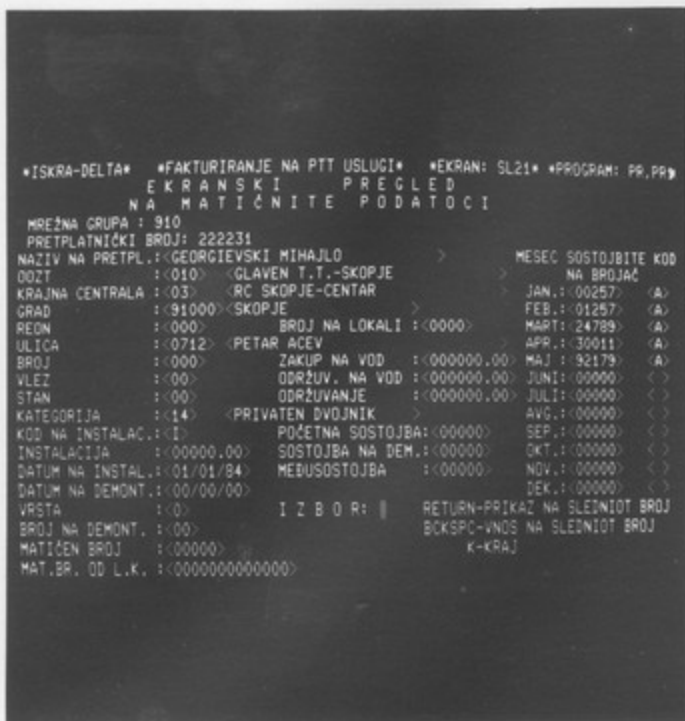 *ISKRA-DELTA* *FAKTURIRANJE NA PTT USLUGI* *EKRAN: SL21* *PROGRAM: PR,PR*
E K R A N S K I P R E G L E D
N A M A T I Č N I T E P O D A T O C I
MREŽNA GRUPA : 910
PRETPLATNIČKI BROJ: 222231
NAZIV NA PRETPL.:<GEORGIEVSKI MIHAJLO > MESEC SOSTOJBITE KOD
OOZT :<010> <GLAVEN T.T.-SKOPJE > NA BROJAČ
KRAJNA CENTRALA :<03> <RC SKOPJE-CENTAR > JAN.:<00257> <A>
GRAD :<91000> <SKOPJE > FEB.:<01257> <A>
REON :<000> BROJ NA LOKALI :<0000> MART:<24789> <A>
ULICA :<0712> <PETAR ACEV > APR.:<30011> <A>
BROJ :<000> ZAKUP NA VOD :<000000.00> MAJ :<92179> <A>
VLEZ :<00> ODRŽUV. NA VOD :<000000.00> JUNI:<00000> < >
STAN :<00> ODRŽUVANJE :<000000.00> JULI:<00000> < >
KATEGORIJA :<14> <PRIVATEN DVOJNIK > AVG.:<00000> < >
KOD NA INSTALAC.:<I> POČETNA SOSTOJBA:<00000> SEP.:<00000> < >
INSTALACIJA :<00000.00> SOSTOJBA NA DEM.:<00000> OKT.:<00000> < >
DATUM NA INSTAL.:<01/01/84> MEĐUSOSTOJBA :<00000> NOV.:<00000> < >
DATUM NA DEMONT.:<00/00/00> DEK.:<00000> < >
VRSTA :<0> I Z B O R: RETURN-PRIKAZ NA SLEDNIOT BROJ
BROJ NA DEMONT. :<00> BCKSPC-VNOS NA SLEDNIOT BROJ
MATIČEN BROJ :<00000> K-KRAJ
MAT.BR. OD L.K. :<0000000000000>